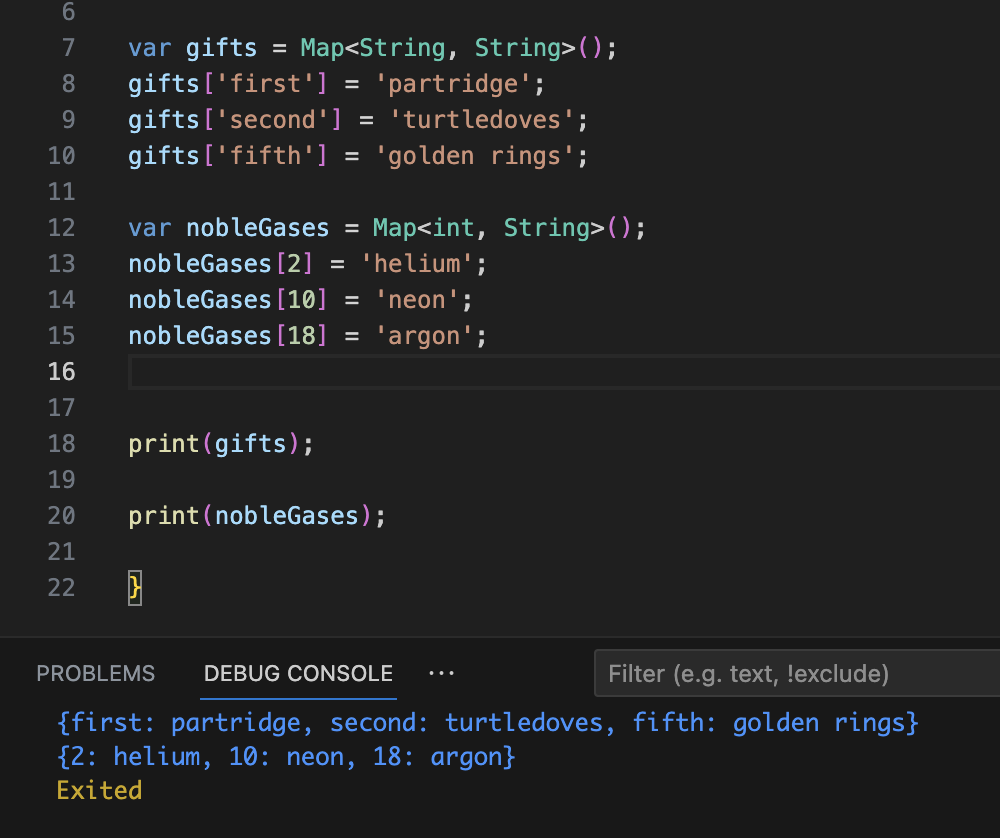 6
7 var gifts = Map<String, String>();
8 gifts['first'] = 'partridge';
9 gifts['second'] = 'turtledoves';
10 gifts['fifth'] = 'golden rings';
11
12 var nobleGases = Map<int, String>();
13 nobleGases[2] = 'helium';
14 nobleGases[10] = 'neon';
15 nobleGases[18] = 'argon';
16
17
18 print(gifts);
19
20 print(nobleGases);
21
22 }
PROBLEMS DEBUG CONSOLE ··· Filter (e.g. text, !exclude)
{first: partridge, second: turtledoves, fifth: golden rings}
{2: helium, 10: neon, 18: argon}
Exited